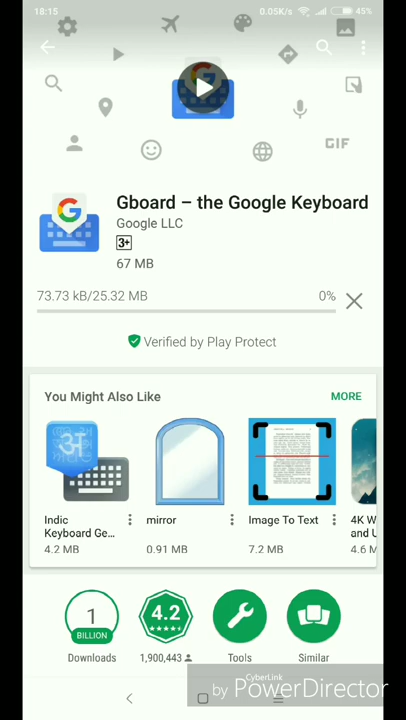 18:15
0.05K/s
45%
GIF
Gboard – the Google Keyboard
Google LLC
3+
67 MB
73.73 kB/25.32 MB
0%
Verified by Play Protect
You Might Also Like
MORE
Indic
Keyboard Ge...
4.2 MB
mirror
0.91 MB
Image To Text
7.2 MB
4K W
and U
4.6 M
1
BILLION
Downloads
4.2
1,900,443
Tools
Similar
CyberLink
by PowerDirector